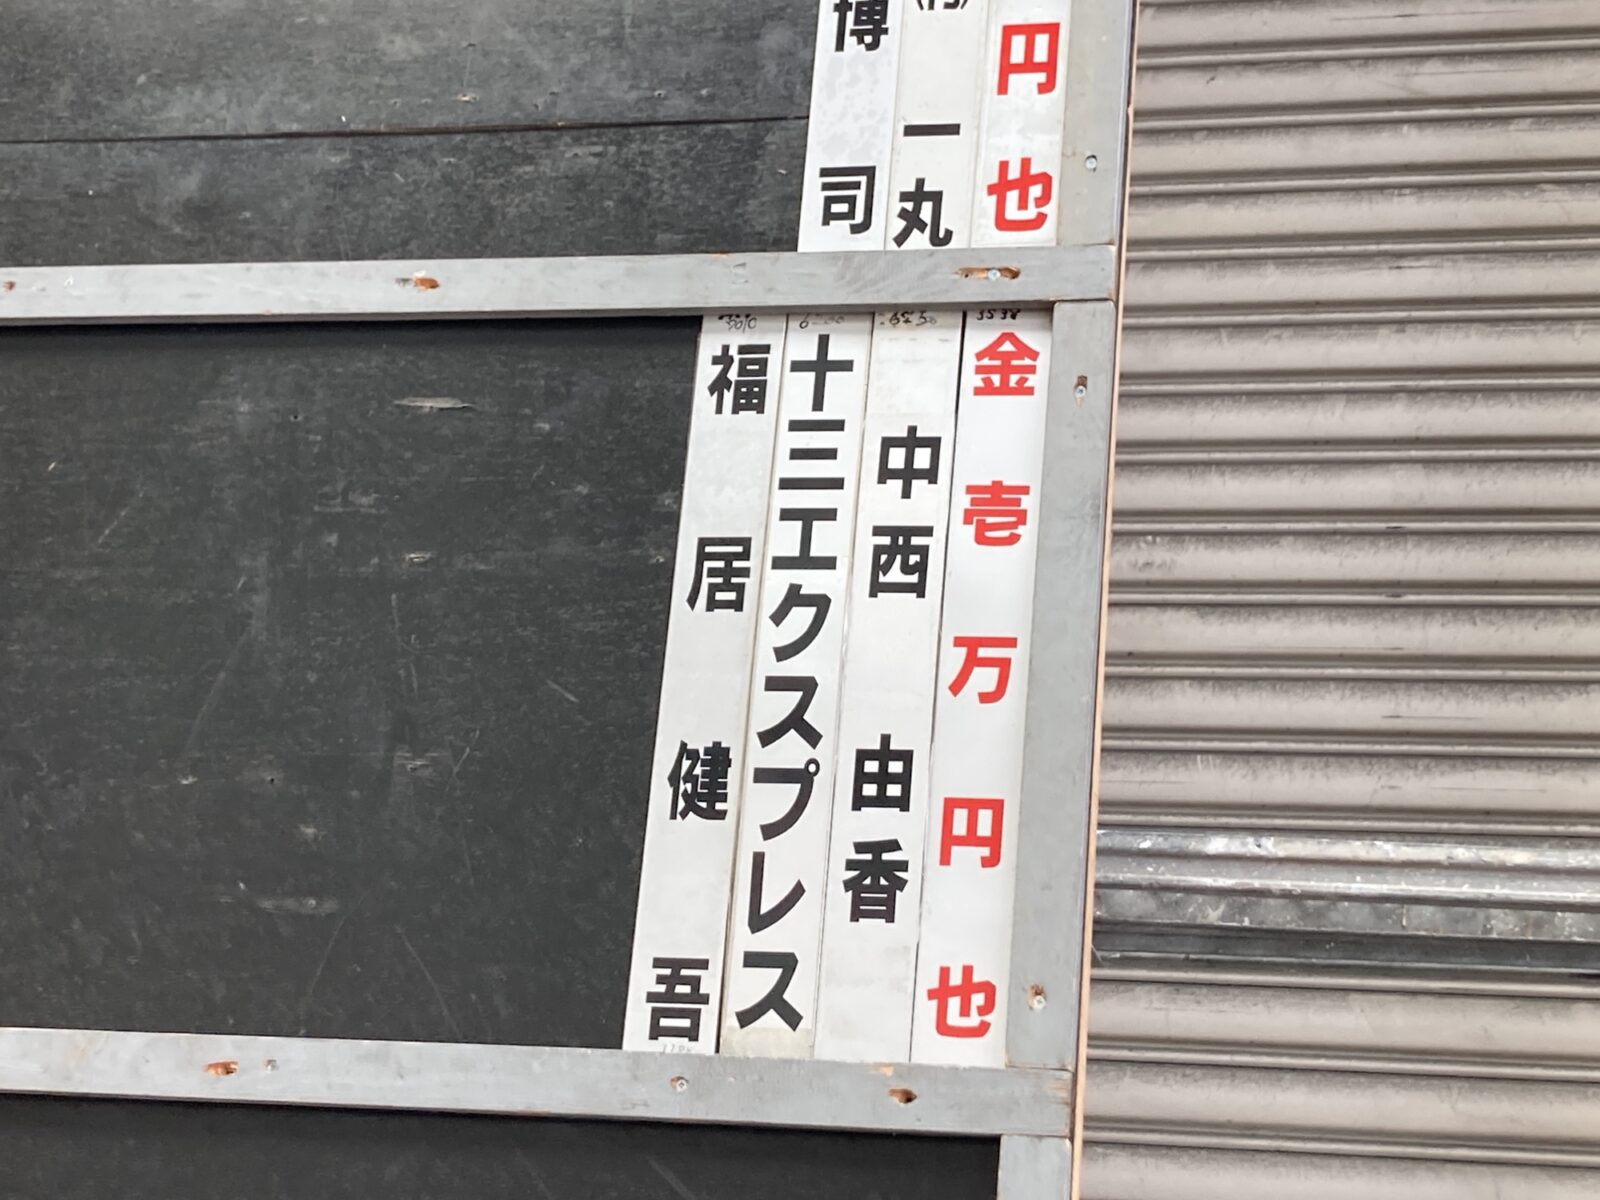 円也
一丸
博司
金壱万円也
中西由香
十三エクスプレス
福居健吾